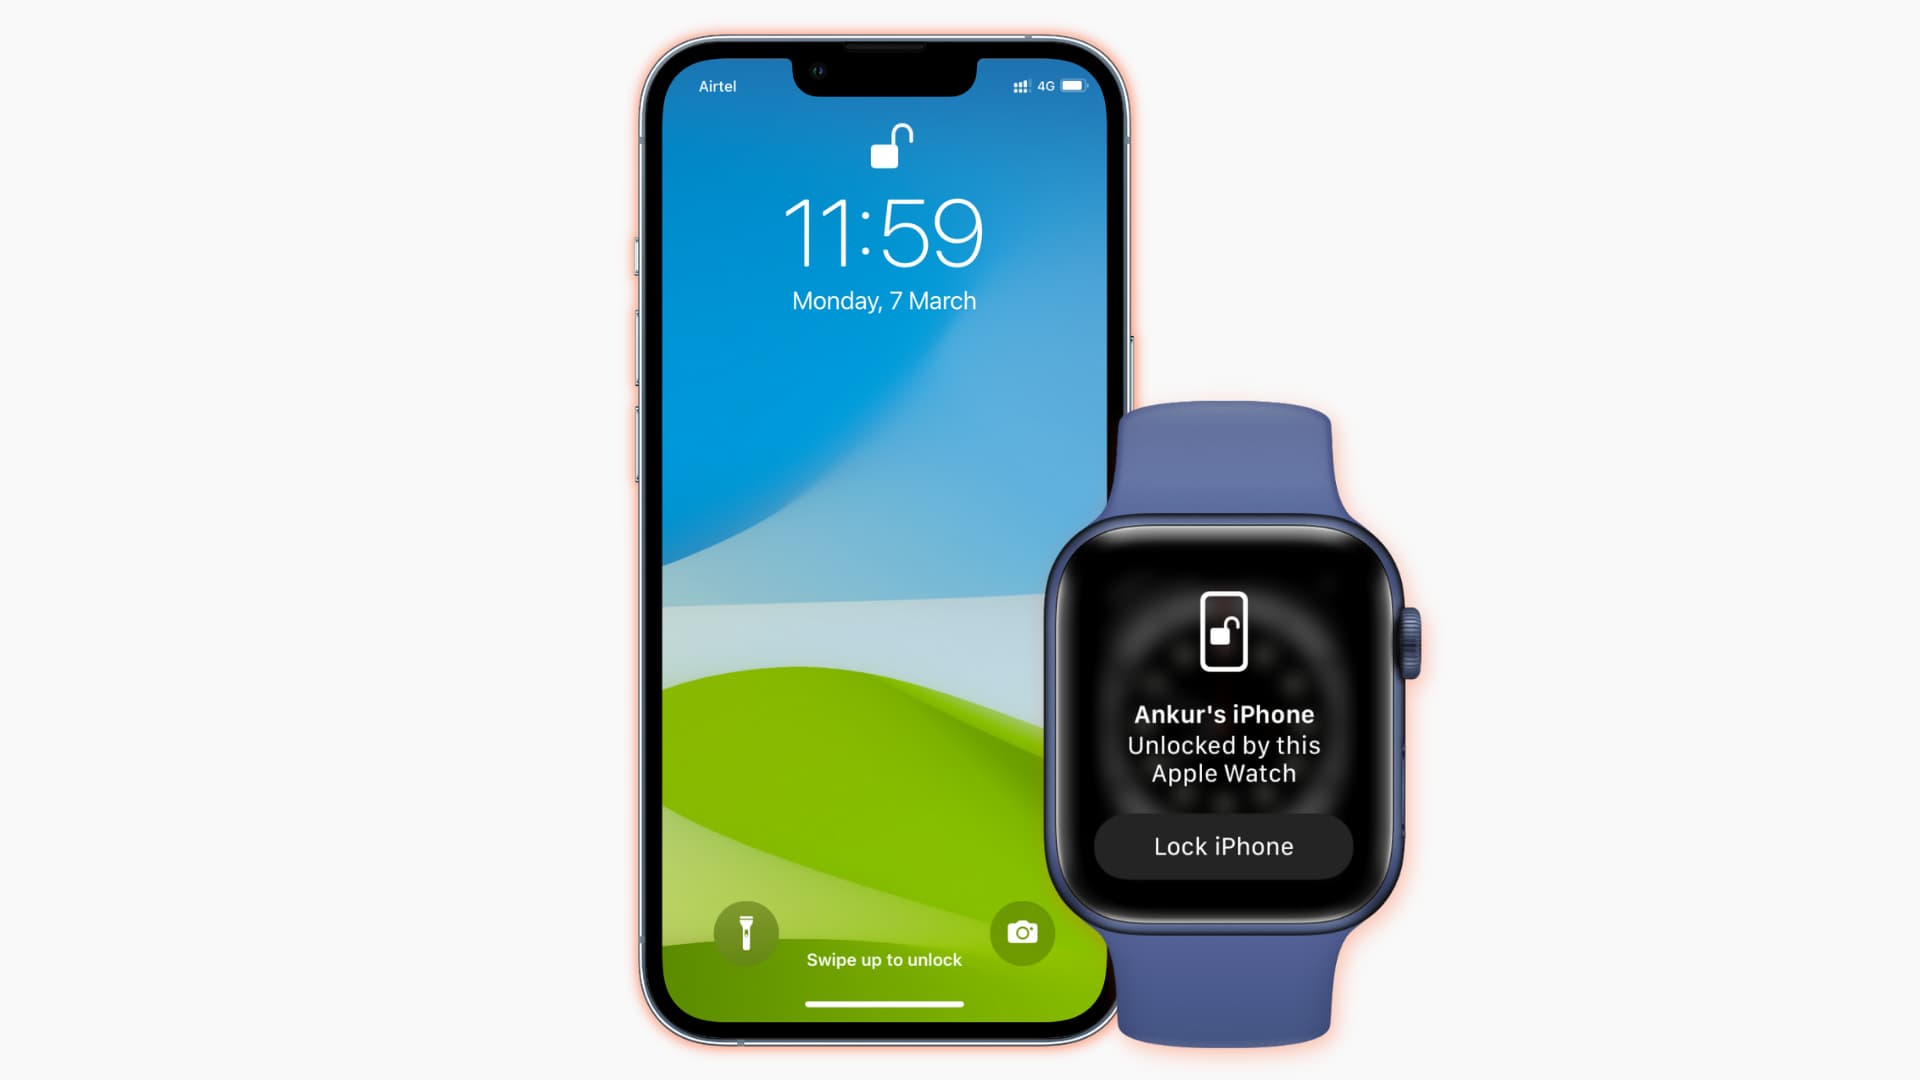 Airtel
4G
11:59
Monday, 7 March
Swipe up to unlock
Ankur's iPhone
Unlocked by this
Apple Watch
Lock iPhone